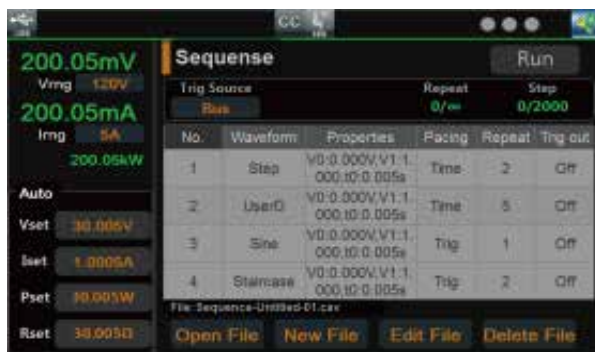 CC
200.05mV
Vrng 120V
200.05mA
Irng 5A
200.05kW
Auto
Vset 30.005V
Iset 1.0005A
Pset 10.005W
Rset 30.005Ω
Sequense Run
Trig Source Repeat Step
Bus 0/∞ 0/2000
No. Waveform Properties Pacing Repeat Trig out
1 Step V0:0.000V,V1:1. Time 2 Off
000,t0:0.005s
2 UserD V0:0.000V,V1:1. Time 5 Off
000,t0:0.005s
3 Sine V0:0.000V,V1:1. Trig 1 Off
000,t0:0.005s
4 Staircase V0:0.000V,V1:1. Trig 2 Off
000,t0:0.005s
File: Sequence-Untitled-01.csv
Open File New File Edit File Delete File